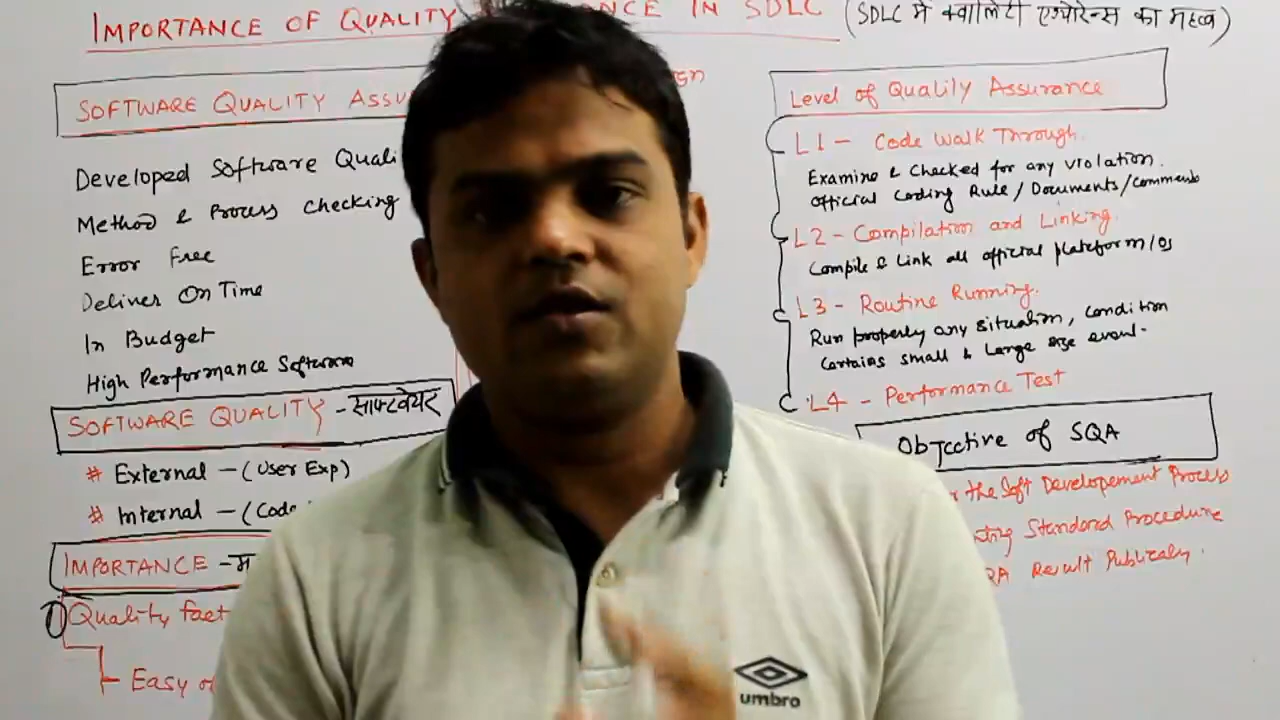 IMPORTANCE OF QUALITY ANCE IN SDLC (SDLC में क्वालिटी एश्योरेन्स का महत्व)
SOFTWARE QUALITY ASSU
Developed Software Quali
Method & Process Checking
Error Free
Deliver On Time
In Budget
High Performance Software
SOFTWARE QUALITY - साफ्टवेयर
# External - (User Exp)
# Internal - (Code
IMPORTANCE - म
1 Quality fact
Easy o
Level of Quality Assurance
L1 - Code Walk Through.
Examine & Checked for any violation.
official Coding Rule / Documents / comments
L2 - Compilation and Linking.
Compile & Link all official plateform/os
L3 - Routine Running.
Run properly any situation, condition
Contains small & Large size event.
L4 - Performance Test
Objective of SQA
the Soft Developement Process
ting Standard Procedure
QA Result Publicaly.
umbro